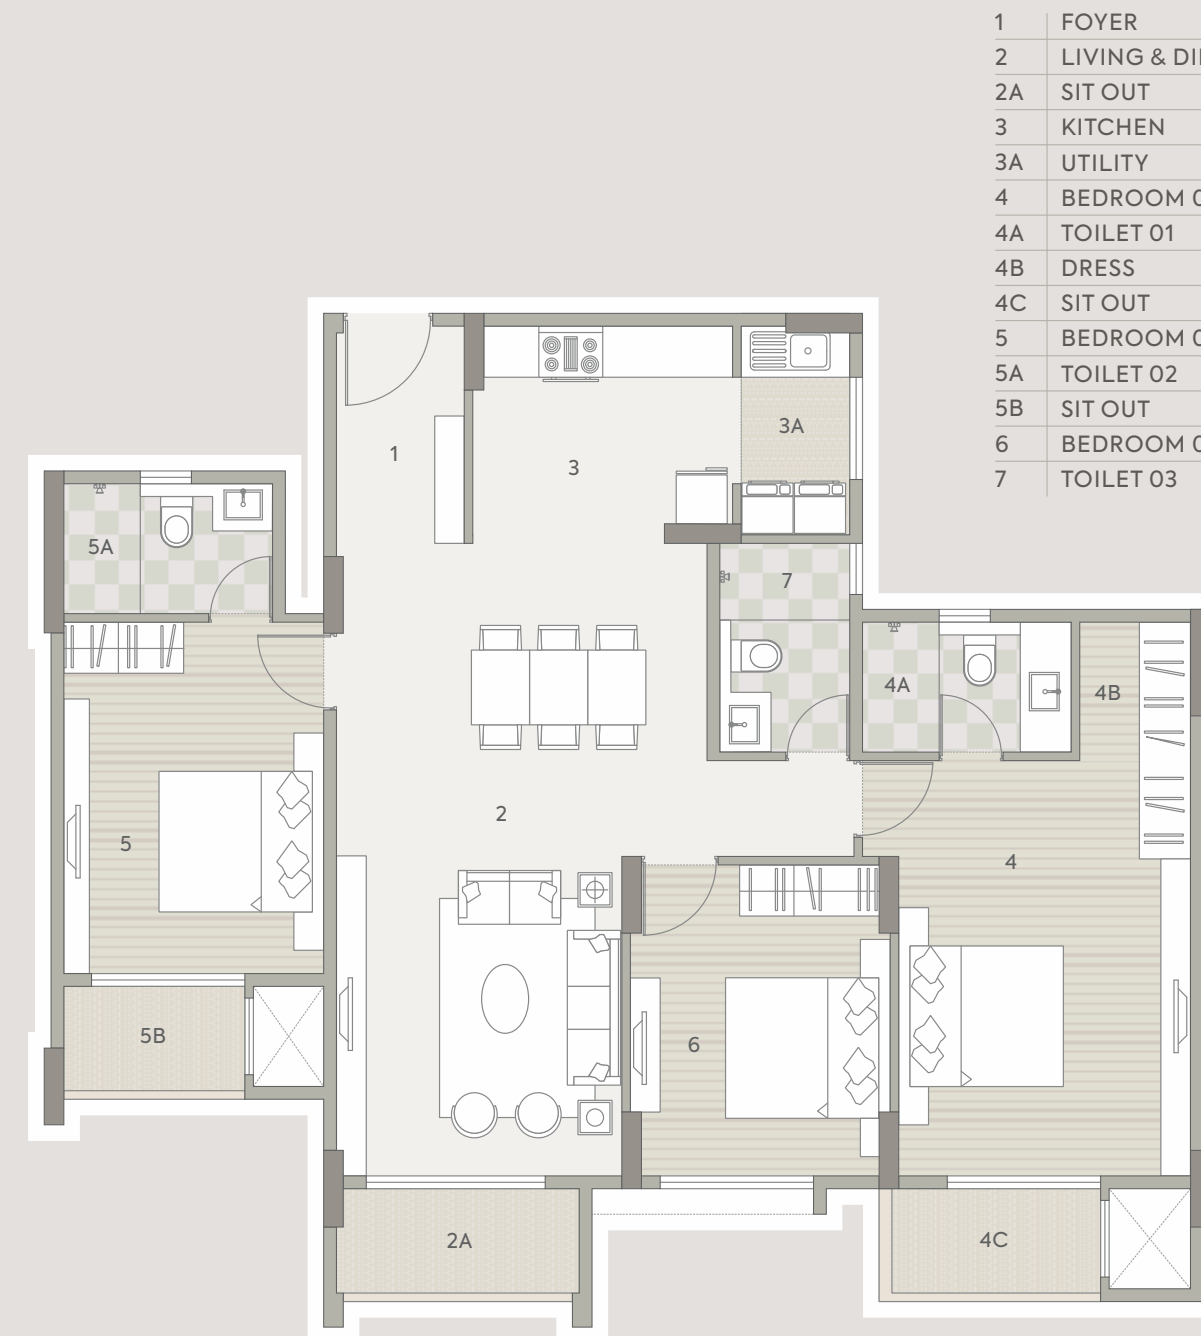 1 FOYER
2 LIVING &
2A SIT OUT
3 KITCHEN
3A UTILITY
4 BEDROOM
4A TOILET 01
4B DRESS
4C SIT OUT
5 BEDROOM
5A TOILET 02
5B SIT OUT
6 BEDROOM
7 TOILET 03
3A
1
3
5A
7
4A
4B
2
5
4
5B
6
2A
4C